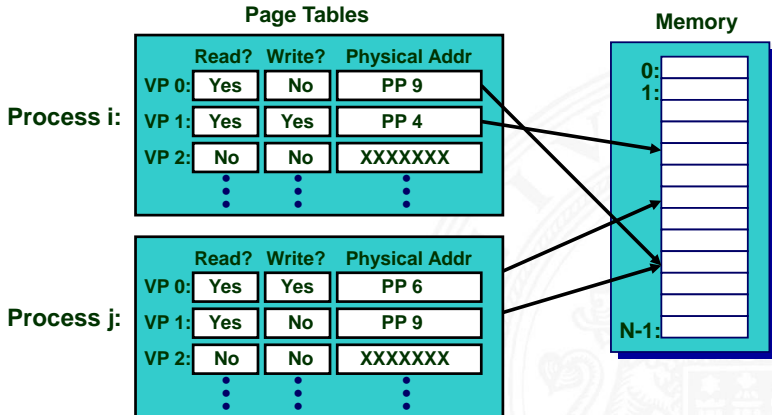 Page Tables
Memory
Read? Write? Physical Addr
Process i:
VP 0: Yes No PP 9
VP 1: Yes Yes PP 4
VP 2: No No XXXXXXX
Read? Write? Physical Addr
Process j:
VP 0: Yes Yes PP 6
VP 1: Yes No PP 9
VP 2: No No XXXXXXX
0:
1:
N-1: